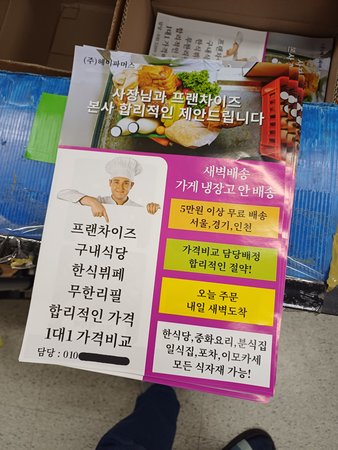 (주)헤이파머스
사장님과 프랜차이즈
본사 합리적인 제안드립니다
프랜차이즈
구내식당
한식뷔페
무한리필
합리적인 가격
1대1 가격비교
담당 : 010
새벽배송
가게 냉장고 안 배송
5만원 이상 무료 배송
서울,경기,인천
가격비교 담당배정
합리적인 절약!
오늘 주문
내일 새벽도착
한식당,중화요리,분식집
일식집,포차,이모카세
모든 식자재 가능!